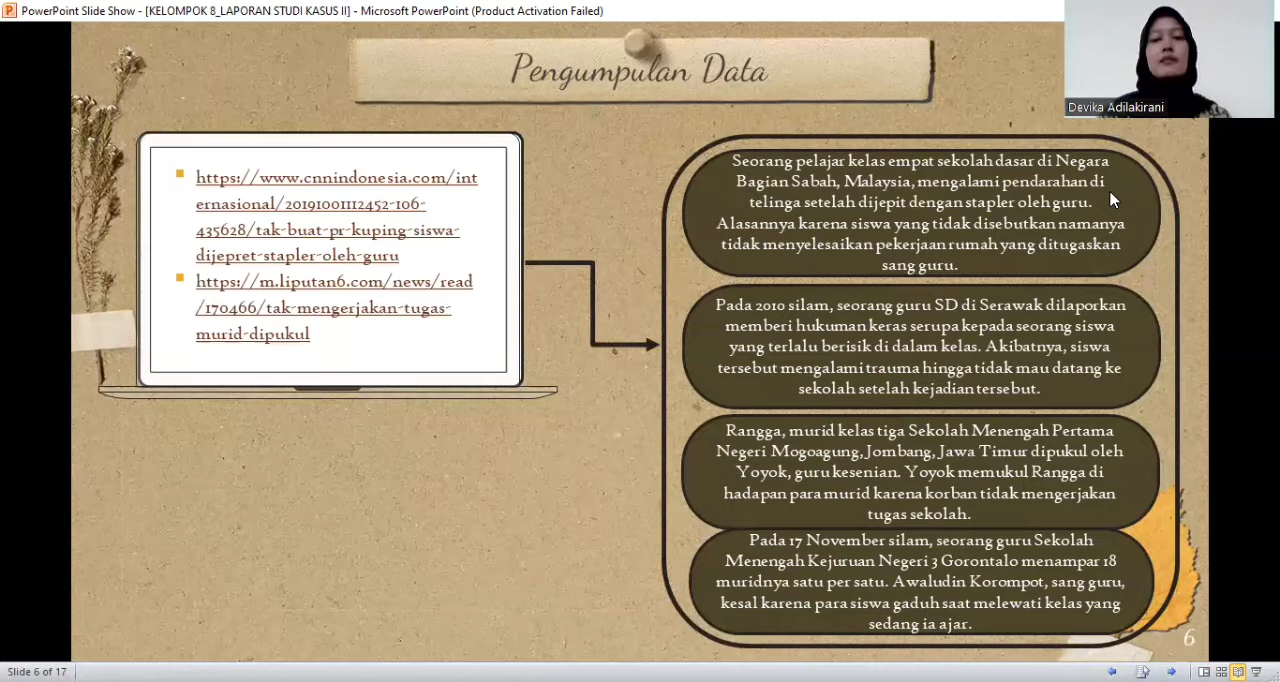 PowerPoint Slide Show - [KELOMPOK 8_LAPORAN STUDI KASUS II] - Microsoft PowerPoint (Product Activation Failed)
Pengumpulan Data
Devika Adilakirani
https://www.cnnindonesia.com/int
ernasional/20191001112452-106-
435628/tak-buat-pr-kuping-siswa-
dijepret-stapler-oleh-guru
https://m.liputan6.com/news/read
/170466/tak-mengerjakan-tugas-
murid-dipukul
Seorang pelajar kelas empat sekolah dasar di Negara
Bagian Sabah, Malaysia, mengalami pendarahan di
telinga setelah dijepit dengan stapler oleh guru.
Alasannya karena siswa yang tidak disebutkan namanya
tidak menyelesaikan pekerjaan rumah yang ditugaskan
sang guru.
Pada 2010 silam, seorang guru SD di Serawak dilaporkan
memberi hukuman keras serupa kepada seorang siswa
yang terlalu berisik di dalam kelas. Akibatnya, siswa
tersebut mengalami trauma hingga tidak mau datang ke
sekolah setelah kejadian tersebut.
Rangga, murid kelas tiga Sekolah Menengah Pertama
Negeri Mogoagung, Jombang, Jawa Timur dipukul oleh
Yoyok, guru kesenian. Yoyok memukul Rangga di
hadapan para murid karena korban tidak mengerjakan
tugas sekolah.
Pada 17 November silam, seorang guru Sekolah
Menengah Kejuruan Negeri 3 Gorontalo menampar 18
muridnya satu per satu. Awaludin Korompot, sang guru,
kesal karena para siswa gaduh saat melewati kelas yang
sedang ia ajar.
6
Slide 6 of 17